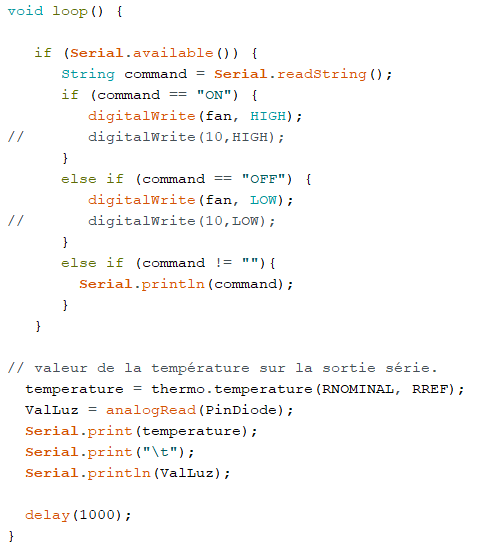 void loop() {
if (Serial.available()) {
String command = Serial.readString();
if (command == "ON") {
digitalWrite(fan, HIGH);
// digitalWrite(10,HIGH);
}
else if (command == "OFF") {
digitalWrite(fan, LOW);
// digitalWrite(10,LOW);
}
else if (command != ""){
Serial.println(command);
}
}
// valeur de la température sur la sortie série.
temperature = thermo.temperature(RNOMINAL, RREF);
ValLuz = analogRead(PinDiode);
Serial.print(temperature);
Serial.print("\t");
Serial.println(ValLuz);
delay(1000);
}